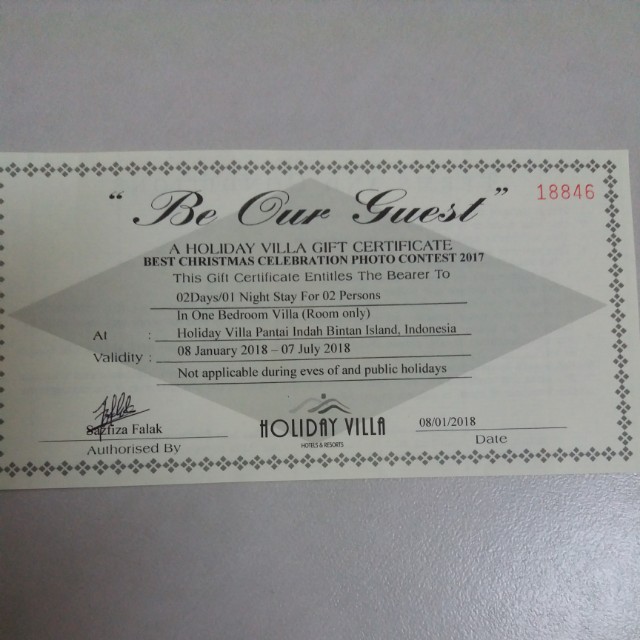 "Be Our Guest"
18846
A HOLIDAY VILLA GIFT CERTIFICATE
BEST CHRISTMAS CELEBRATION PHOTO CONTEST 2017
This Gift Certificate Entitles The Bearer To
02Days/01 Night Stay For 02 Persons
In One Bedroom Villa (Room only)
At : Holiday Villa Pantai Indah Bintan Island, Indonesia
Validity : 08 January 2018 – 07 July 2018
Not applicable during eves of and public holidays
Sazfiza Falak
Authorised By
HOLIDAY VILLA
HOTELS & RESORTS
08/01/2018
Date